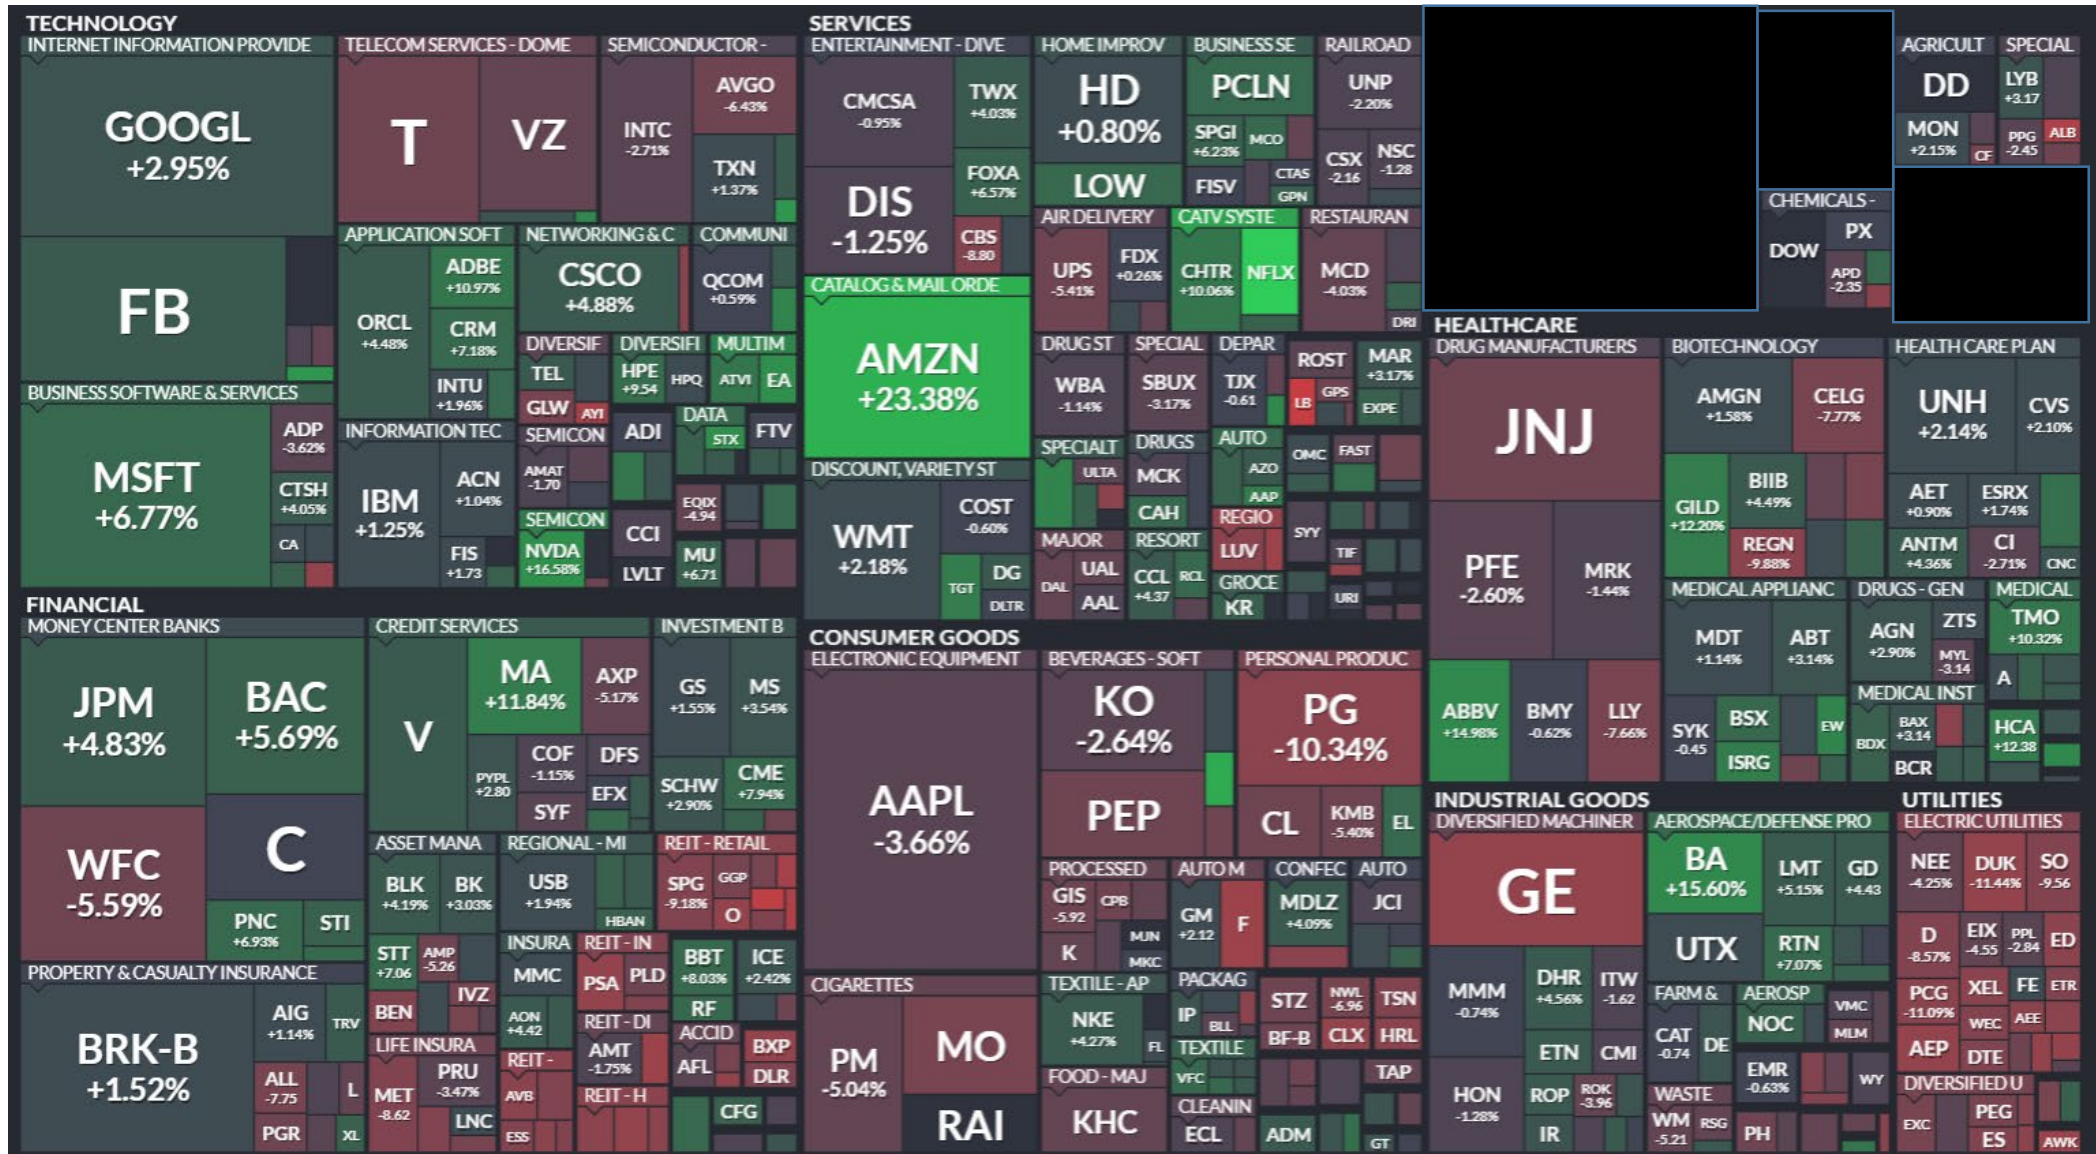 TECHNOLOGY
INTERNET INFORMATION PROVIDE
GOOGL
+2.95%
FB
TELECOM SERVICES - DOME
T
VZ
SEMICONDUCTOR -
INTC
-2.71%
AVGO
-6.43%
TXN
+1.37%
APPLICATION SOFT
ORCL
+4.48%
ADBE
+10.97%
CRM
+7.18%
INTU
+1.96%
NETWORKING & C
CSCO
+4.88%
COMMUNI
QCOM
+0.59%
BUSINESS SOFTWARE & SERVICES
MSFT
+6.77%
ADP
-3.62%
CTSH
+4.05%
CA
INFORMATION TEC
IBM
+1.25%
ACN
+1.04%
FIS
+1.73
DIVERSIF
TEL
GLW
AYI
DIVERSIFI
HPE
+9.54
HPQ
MULTIM
ATVI
EA
SEMICON
AMAT
-1.70
ADI
DATA
STX
FTV
SEMICON
NVDA
+16.58%
CCI
LVLT
EQIX
-4.94
MU
+6.71
SERVICES
ENTERTAINMENT - DIVE
CMCSA
-0.95%
TWX
+4.03%
DIS
-1.25%
FOXA
+6.57%
CBS
-8.80
HOME IMPROV
HD
+0.80%
LOW
BUSINESS SE
PCLN
SPGI
+6.23%
MCO
FISV
CTAS
GPN
RAILROAD
UNP
-2.20%
CSX
-2.16
NSC
-1.28
CATALOG & MAIL ORDE
AMZN
+23.38%
AIR DELIVERY
UPS
-5.41%
FDX
+0.26%
CATV SYSTE
CHTR
+10.06%
NFLX
RESTAURAN
MCD
-4.03%
DRI
DRUG ST
WBA
-1.14%
SPECIAL
SBUX
-3.17%
DEPAR
TJX
-0.61
ROST
LB
GPS
MAR
+3.17%
EXPE
DISCOUNT, VARIETY ST
WMT
+2.18%
COST
-0.60%
TGT
DG
DLTR
SPECIALT
ULTA
DRUGS
MCK
CAH
AUTO
AZO
AAP
OMC
FAST
MAJOR
DAL
UAL
AAL
RESORT
CCL
+4.37
RCL
REGIO
LUV
GROCE
KR
SYY
TIF
URI
AGRICULT
DD
MON
+2.15%
CF
SPECIAL
LYB
+3.17
PPG
-2.45
ALB
CHEMICALS -
DOW
PX
APD
-2.35
HEALTHCARE
DRUG MANUFACTURERS
JNJ
PFE
-2.60%
MRK
-1.44%
ABBV
+14.98%
BMY
-0.62%
LLY
-7.66%
BIOTECHNOLOGY
AMGN
+1.58%
CELG
-7.77%
GILD
+12.20%
BIIB
+4.49%
REGN
-9.88%
HEALTH CARE PLAN
UNH
+2.14%
CVS
+2.10%
AET
+0.90%
ESRX
+1.74%
ANTM
+4.36%
CI
-2.71%
CNC
MEDICAL APPLIANC
MDT
+1.14%
ABT
+3.14%
SYK
-0.45
BSX
ISRG
EW
DRUGS - GEN
AGN
+2.90%
ZTS
MYL
-3.14
MEDICAL
TMO
+10.32%
A
MEDICAL INST
BDX
BAX
+3.14
BCR
HCA
+12.38
FINANCIAL
MONEY CENTER BANKS
JPM
+4.83%
BAC
+5.69%
WFC
-5.59%
C
PNC
+6.93%
STI
CREDIT SERVICES
V
MA
+11.84%
AXP
-5.17%
PYPL
+2.80
COF
-1.15%
DFS
SYF
EFX
INVESTMENT B
GS
+1.55%
MS
+3.54%
SCHW
+2.90%
CME
+7.94%
ASSET MANA
BLK
+4.19%
BK
+3.03%
STT
+7.06
AMP
-5.26
BEN
IVZ
REGIONAL - MI
USB
+1.94%
HBAN
REIT - RETAIL
SPG
-9.18%
GGP
O
PROPERTY & CASUALTY INSURANCE
BRK-B
+1.52%
AIG
+1.14%
TRV
ALL
-7.75
L
PGR
XL
INSURA
MMC
AON
+4.42
REIT - IN
PSA
PLD
BBT
+8.03%
RF
ICE
+2.42%
LIFE INSURA
MET
-8.62
PRU
-3.47%
LNC
REIT -
AVB
ESS
REIT - DI
AMT
-1.75%
REIT - H
ACCID
AFL
BXP
DLR
CFG
CONSUMER GOODS
ELECTRONIC EQUIPMENT
AAPL
-3.66%
BEVERAGES - SOFT
KO
-2.64%
PEP
PERSONAL PRODUC
PG
-10.34%
CL
KMB
-5.40%
EL
PROCESSED
GIS
-5.92
CPB
K
MJN
MKC
AUTO M
GM
+2.12
F
CONFEC
MDLZ
+4.09%
AUTO
JCI
CIGARETTES
PM
-5.04%
MO
RAI
TEXTILE - AP
NKE
+4.27%
FL
PACKAG
IP
BLL
STZ
NWL
-6.96
TSN
BF-B
CLX
HRL
FOOD - MAJ
KHC
TEXTILE
VFC
CLEANIN
ECL
TAP
ADM
GT
INDUSTRIAL GOODS
DIVERSIFIED MACHINER
GE
MMM
-0.74%
DHR
+4.56%
ITW
-1.62
ETN
CMI
HON
-1.28%
ROP
ROK
-3.96
IR
AEROSPACE/DEFENSE PRO
BA
+15.60%
LMT
+5.15%
GD
+4.43
UTX
RTN
+7.07%
FARM &
CAT
-0.74
DE
AEROSP
NOC
VMC
MLM
WASTE
WM
-5.21
RSG
EMR
-0.63%
WY
PH
UTILITIES
ELECTRIC UTILITIES
NEE
-4.25%
DUK
-11.44%
SO
-9.56
D
-8.57%
EIX
-4.55
PPL
-2.84
ED
PCG
-11.09%
XEL
FE
ETR
WEC
AEE
AEP
DTE
DIVERSIFIED U
EXC
PEG
ES
AWK